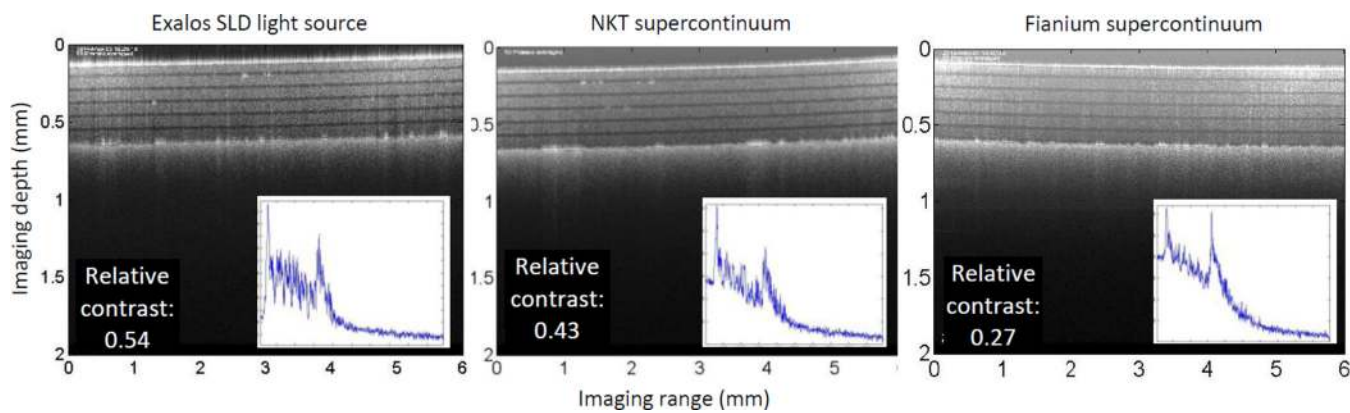 Exalos SLD light source
NKT supercontinuum
Fianium supercontinuum
Imaging depth (mm)
0
0.5
1
1.5
2
Relative
contrast:
0.54
0 1 2 3 4 5 6
0
0.5
1
1.5
2
Relative
contrast:
0.43
0 1 2 3 4 5 6
0
0.5
1
1.5
2
Relative
contrast:
0.27
0 1 2 3 4 5 6
Imaging range (mm)